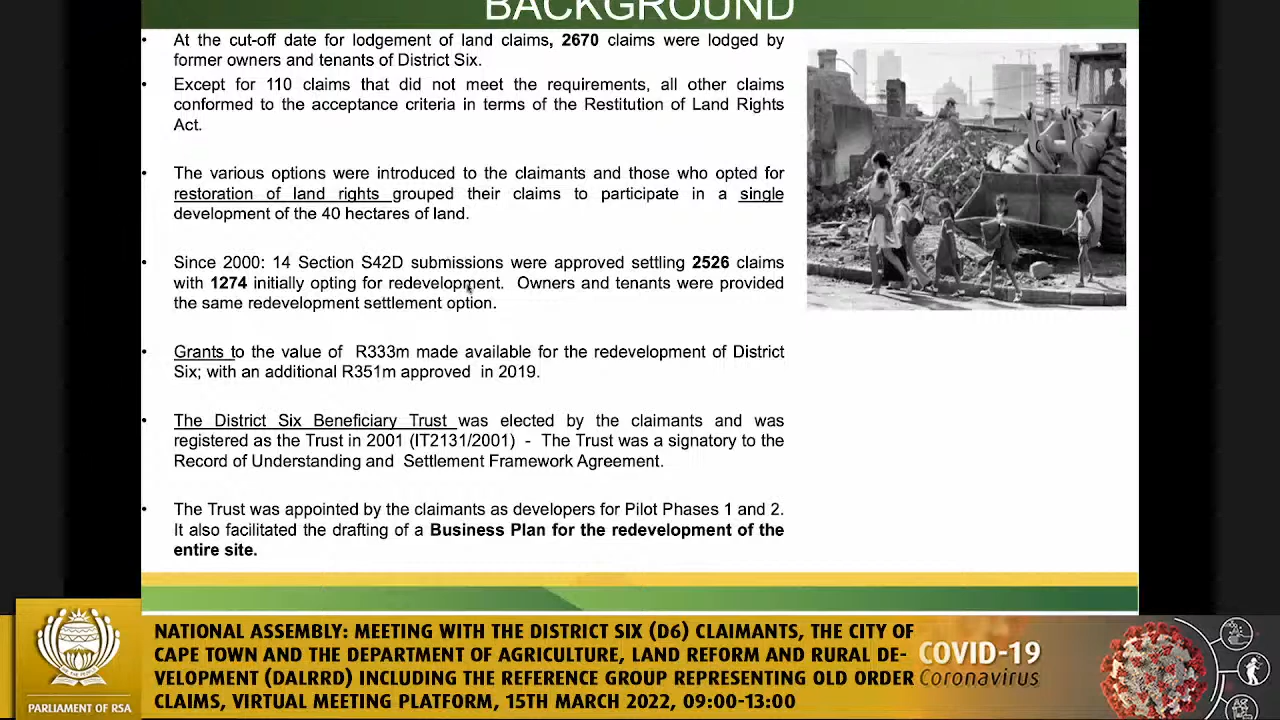 BACKGROUND
• At the cut-off date for lodgement of land claims, 2670 claims were lodged by
former owners and tenants of District Six.
• Except for 110 claims that did not meet the requirements, all other claims
conformed to the acceptance criteria in terms of the Restitution of Land Rights
Act.
• The various options were introduced to the claimants and those who opted for
restoration of land rights grouped their claims to participate in a single
development of the 40 hectares of land.
• Since 2000: 14 Section S42D submissions were approved settling 2526 claims
with 1274 initially opting for redevelopment. Owners and tenants were provided
the same redevelopment settlement option.
• Grants to the value of R333m made available for the redevelopment of District
Six; with an additional R351m approved in 2019.
• The District Six Beneficiary Trust was elected by the claimants and was
registered as the Trust in 2001 (IT2131/2001) - The Trust was a signatory to the
Record of Understanding and Settlement Framework Agreement.
• The Trust was appointed by the claimants as developers for Pilot Phases 1 and 2.
It also facilitated the drafting of a Business Plan for the redevelopment of the
entire site.
PARLIAMENT OF RSA
NATIONAL ASSEMBLY: MEETING WITH THE DISTRICT SIX (D6) CLAIMANTS, THE CITY OF
CAPE TOWN AND THE DEPARTMENT OF AGRICULTURE, LAND REFORM AND RURAL DE-
VELOPMENT (DALRRD) INCLUDING THE REFERENCE GROUP REPRESENTING OLD ORDER
CLAIMS, VIRTUAL MEETING PLATFORM, 15TH MARCH 2022, 09:00-13:00
COVID-19
Coronavirus